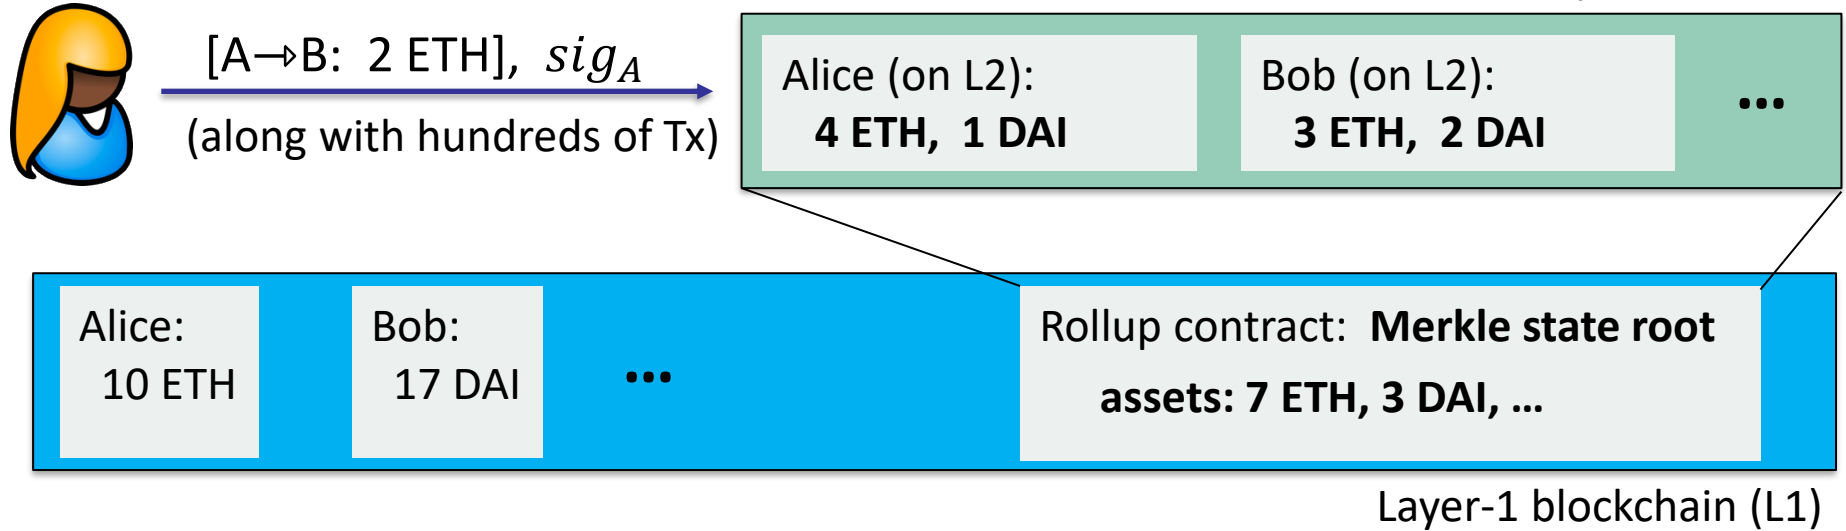 [A→B:  2 ETH],  sig_A
(along with hundreds of Tx)
Alice (on L2):
4 ETH,  1 DAI
Bob (on L2):
3 ETH,  2 DAI
...
Alice:
10 ETH
Bob:
17 DAI
...
Rollup contract:  Merkle state root
assets: 7 ETH, 3 DAI, ...
Layer-1 blockchain (L1)